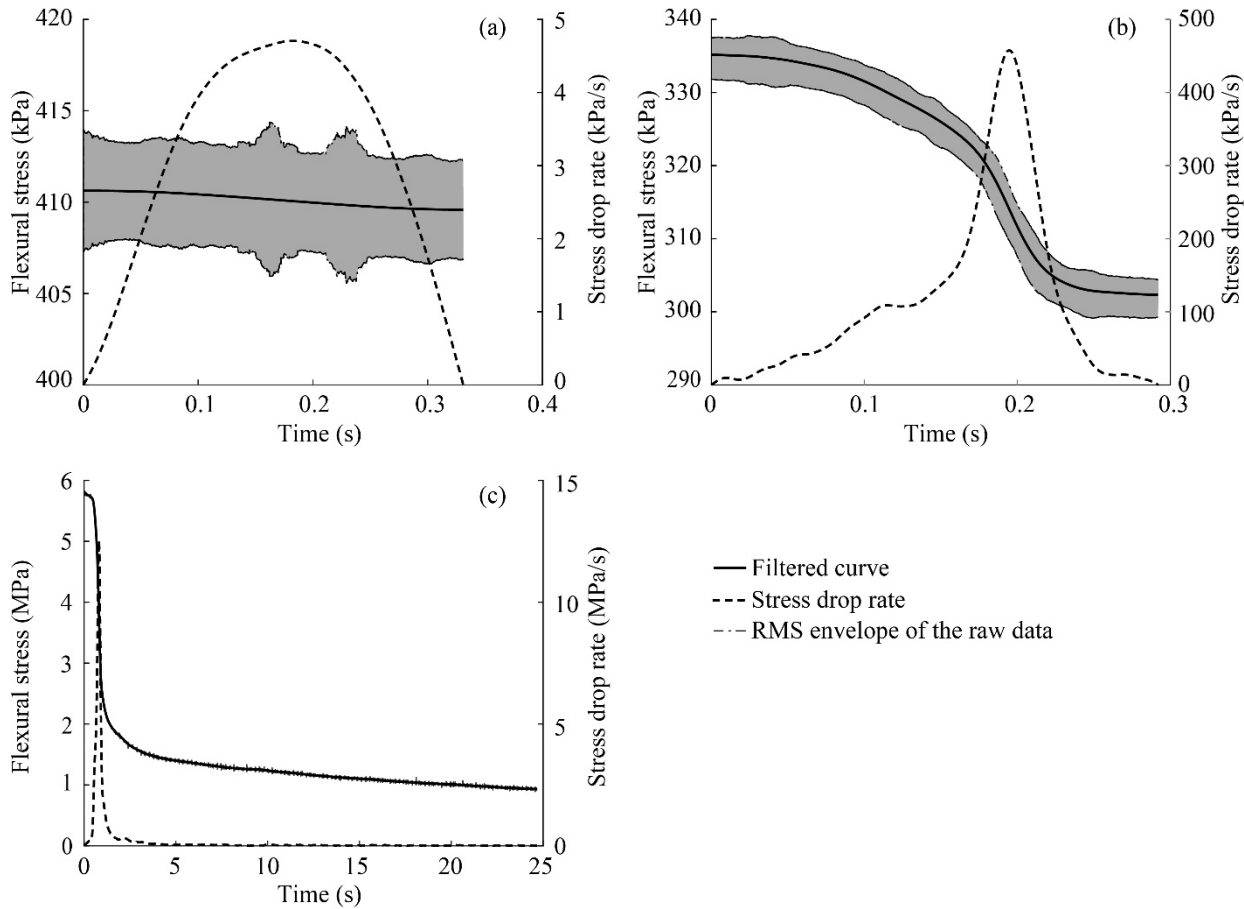 (a)
Flexural stress (kPa)
420
415
410
405
400
Stress drop rate (kPa/s)
5
4
3
2
1
0
0 0.1 0.2 0.3 0.4
Time (s)
(b)
Flexural stress (kPa)
340
330
320
310
300
290
Stress drop rate (kPa/s)
500
400
300
200
100
0
0 0.1 0.2 0.3
Time (s)
(c)
Flexural stress (MPa)
6
5
4
3
2
1
0
Stress drop rate (MPa/s)
15
10
5
0
0 5 10 15 20 25
Time (s)
Filtered curve
Stress drop rate
RMS envelope of the raw data